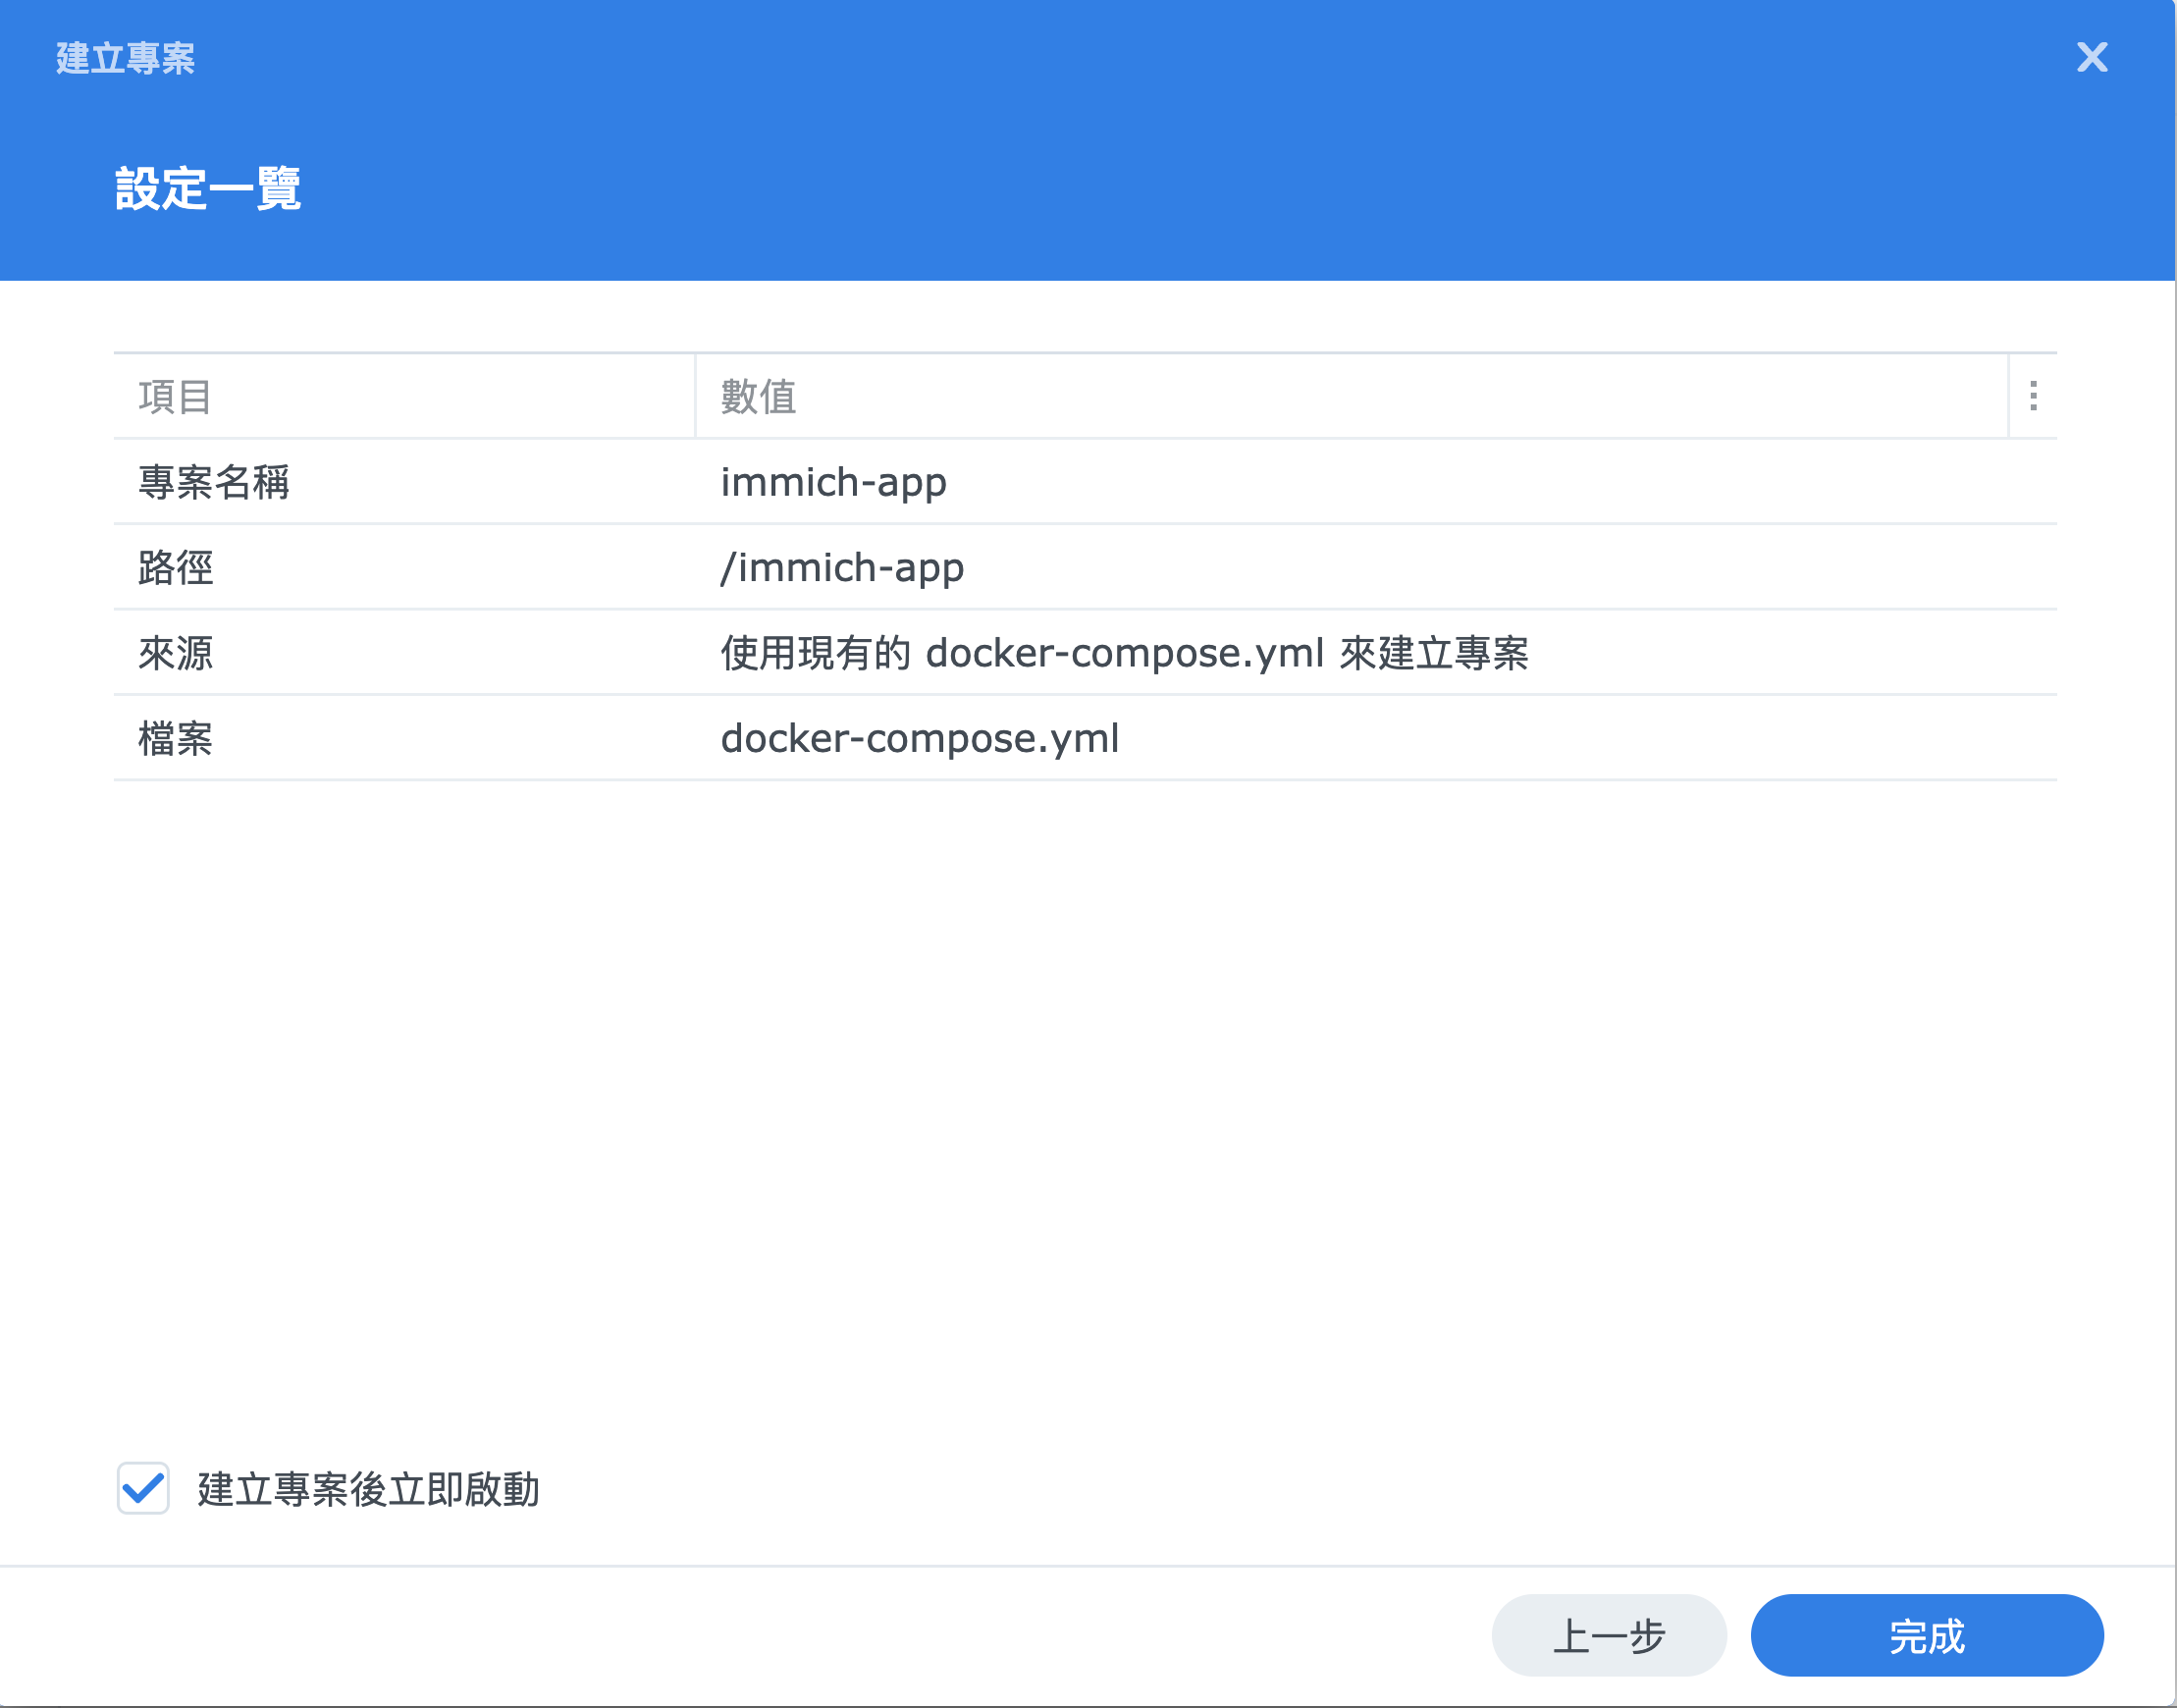 建立專案
設定一覽
項目 數值
專案名稱 immich-app
路徑 /immich-app
來源 使用現有的 docker-compose.yml 來建立專案
檔案 docker-compose.yml
建立專案後立即啟動
上一步 完成